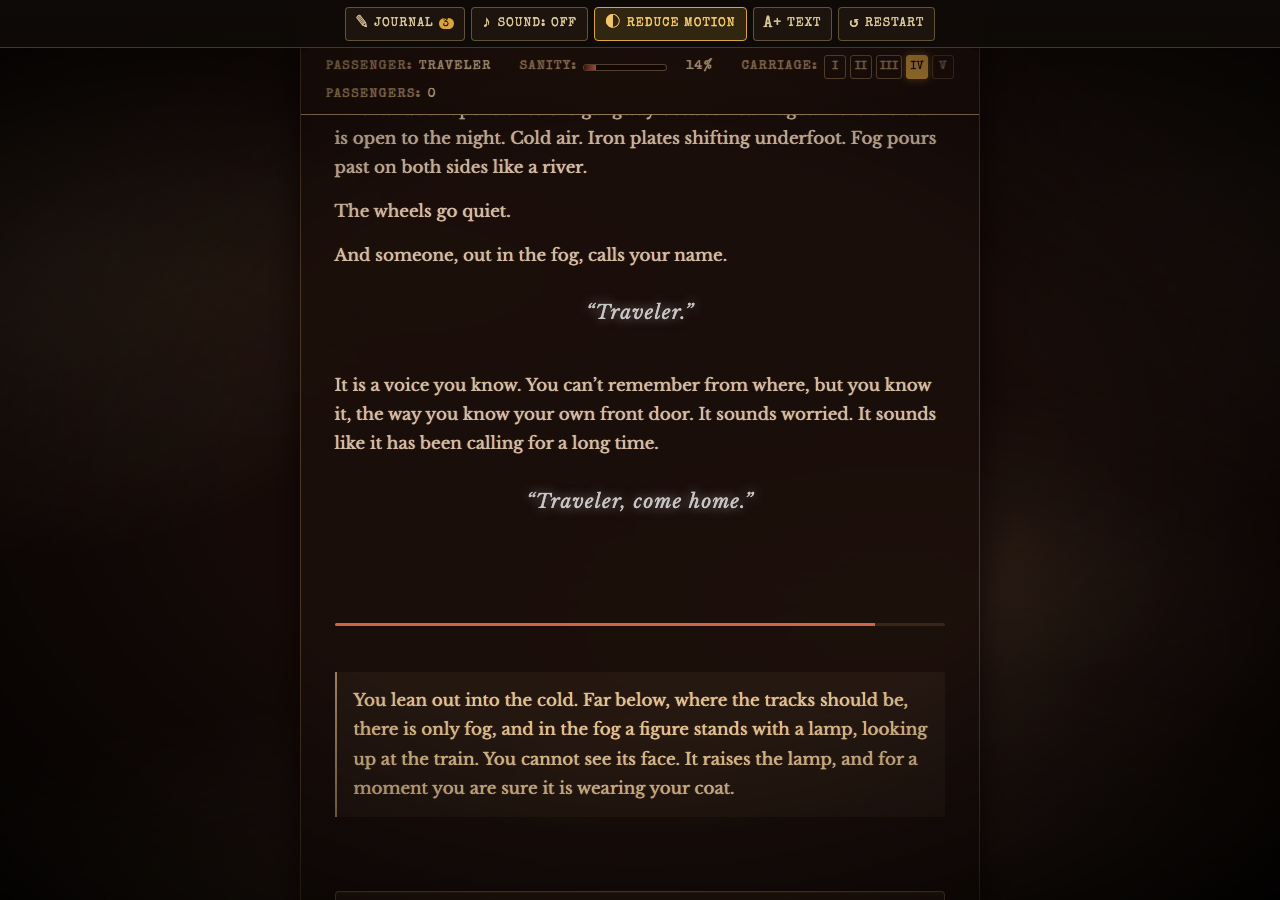 JOURNAL 3 SOUND: OFF REDUCE MOTION A+ TEXT RESTART
PASSENGER: TRAVELER SANITY: 14% CARRIAGE: I II III IV V
PASSENGERS: 0
is open to the night. Cold air. Iron plates shifting underfoot. Fog pours
past on both sides like a river.
The wheels go quiet.
And someone, out in the fog, calls your name.
“Traveler.”
It is a voice you know. You can’t remember from where, but you know
it, the way you know your own front door. It sounds worried. It sounds
like it has been calling for a long time.
“Traveler, come home.”
You lean out into the cold. Far below, where the tracks should be,
there is only fog, and in the fog a figure stands with a lamp, looking
up at the train. You cannot see its face. It raises the lamp, and for a
moment you are sure it is wearing your coat.